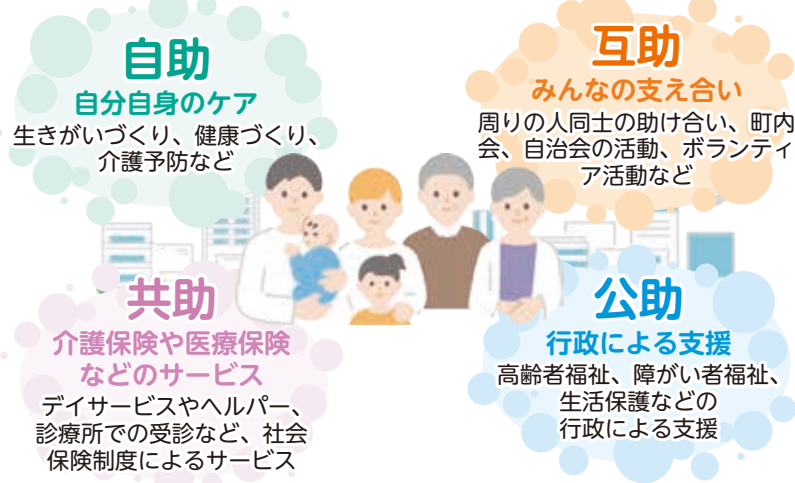 自助
自分自身のケア
生きがいづくり、健康づくり、
介護予防など
互助
みんなの支え合い
周りの人同士の助け合い、町内
会、自治会の活動、ボランティ
ア活動など
共助
介護保険や医療保険
などのサービス
デイサービスやヘルパー、
診療所での受診など、社会
保険制度によるサービス
公助
行政による支援
高齢者福祉、障がい者福祉、
生活保護などの
行政による支援